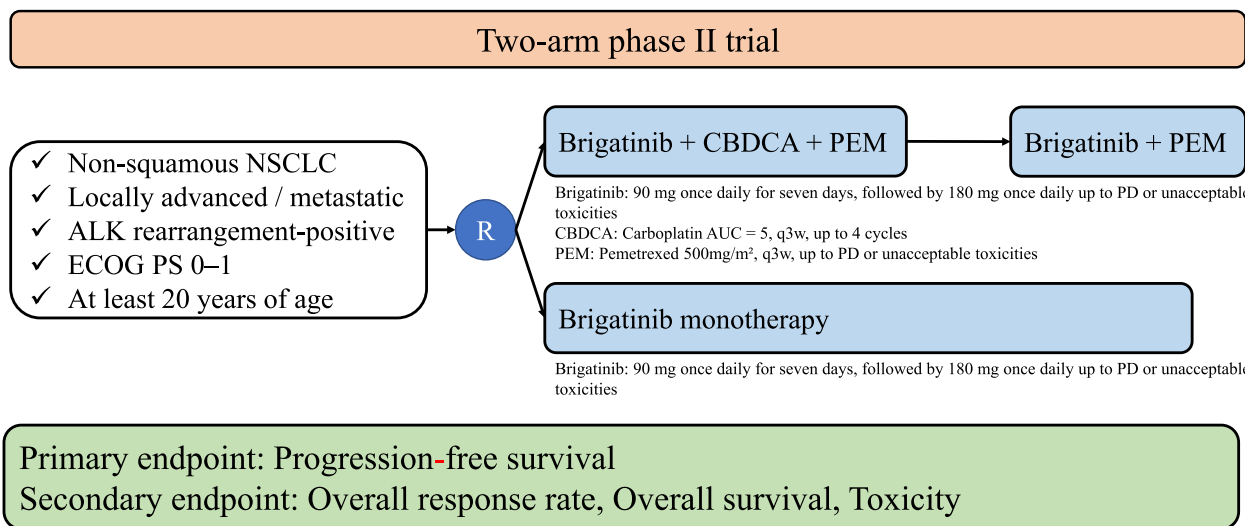 Two-arm phase II trial
✓ Non-squamous NSCLC
✓ Locally advanced / metastatic
✓ ALK rearrangement-positive
✓ ECOG PS 0–1
✓ At least 20 years of age
R
Brigatinib + CBDCA + PEM
Brigatinib + PEM
Brigatinib: 90 mg once daily for seven days, followed by 180 mg once daily up to PD or unacceptable
toxicities
CBDCA: Carboplatin AUC = 5, q3w, up to 4 cycles
PEM: Pemetrexed 500mg/m², q3w, up to PD or unacceptable toxicities
Brigatinib monotherapy
Brigatinib: 90 mg once daily for seven days, followed by 180 mg once daily up to PD or unacceptable
toxicities
Primary endpoint: Progression-free survival
Secondary endpoint: Overall response rate, Overall survival, Toxicity